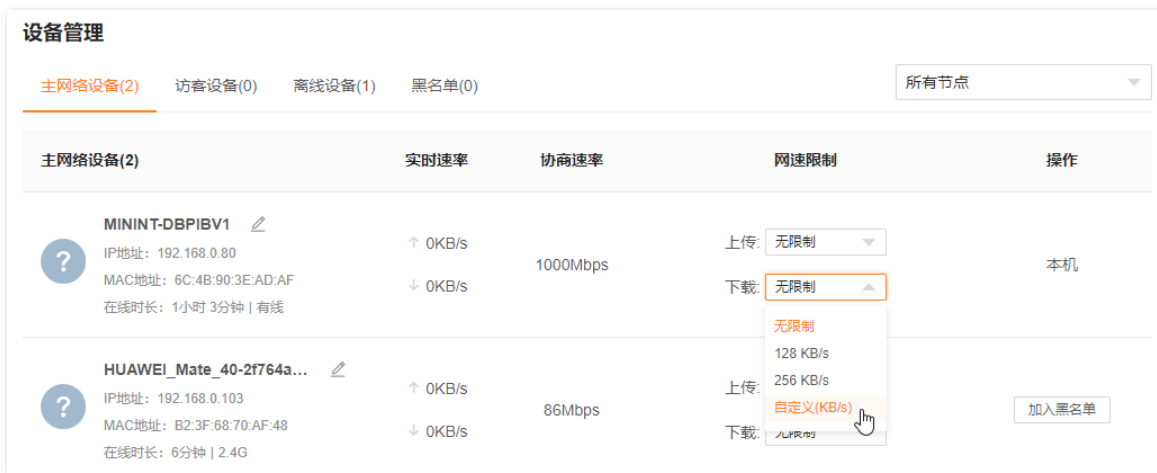 设备管理
主网络设备(2) 访客设备(0) 离线设备(1) 黑名单(0) 所有节点
主网络设备(2) 实时速率 协商速率 网速限制 操作
MININT-DBPIBV1
IP地址：192.168.0.80
MAC地址：6C:4B:90:3E:AD:AF
在线时长：1小时 3分钟 | 有线
↑ 0KB/s
↓ 0KB/s
1000Mbps
上传: 无限制
下载: 无限制
本机
无限制
128 KB/s
256 KB/s
自定义(KB/s)
HUAWEI_Mate_40-2f764a...
IP地址：192.168.0.103
MAC地址：B2:3F:68:70:AF:48
在线时长：6分钟 | 2.4G
↑ 0KB/s
↓ 0KB/s
86Mbps
上传:
下载: 无限制
加入黑名单